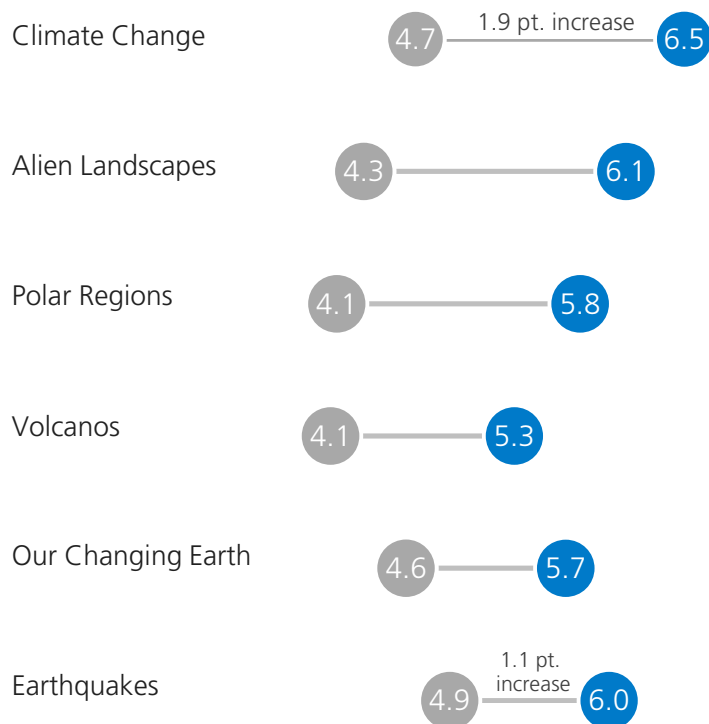 Climate Change
4.7
1.9 pt. increase
6.5
Alien Landscapes
4.3
6.1
Polar Regions
4.1
5.8
Volcanos
4.1
5.3
Our Changing Earth
4.6
5.7
Earthquakes
4.9
1.1 pt.
increase
6.0